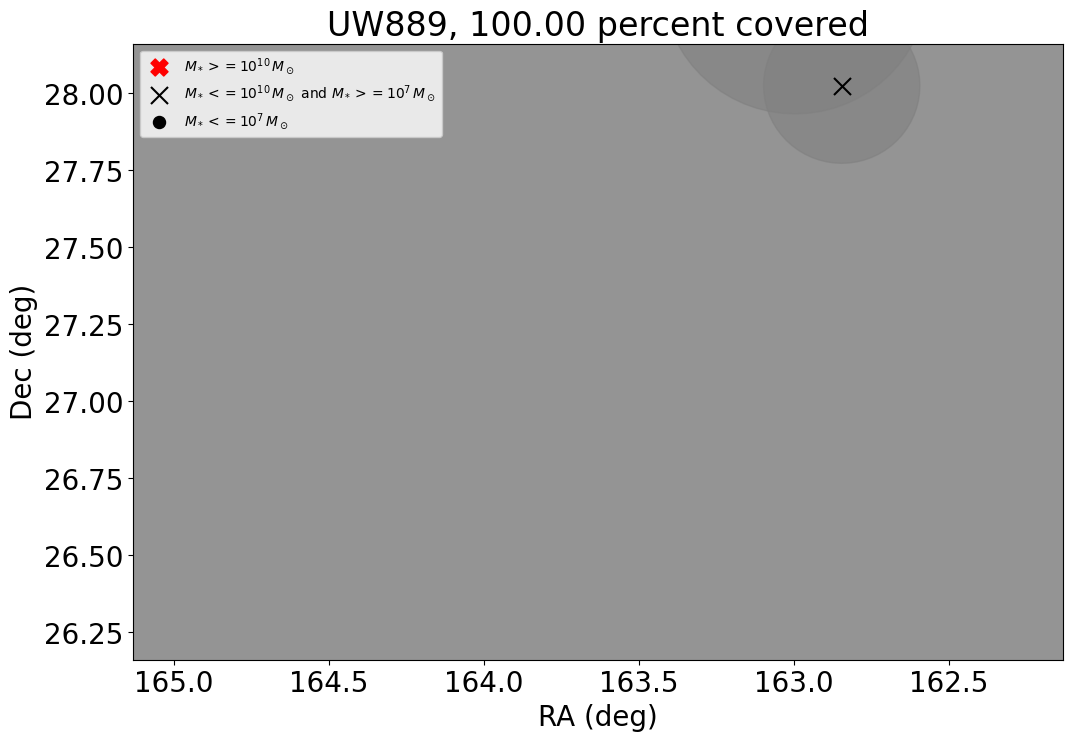 UW889, 100.00 percent covered
M* >= 10^10 M⊙
M* <= 10^10 M⊙ and M* >= 10^7 M⊙
M* <= 10^7 M⊙
28.00
27.75
27.50
27.25
27.00
26.75
26.50
26.25
Dec (deg)
165.0 164.5 164.0 163.5 163.0 162.5
RA (deg)